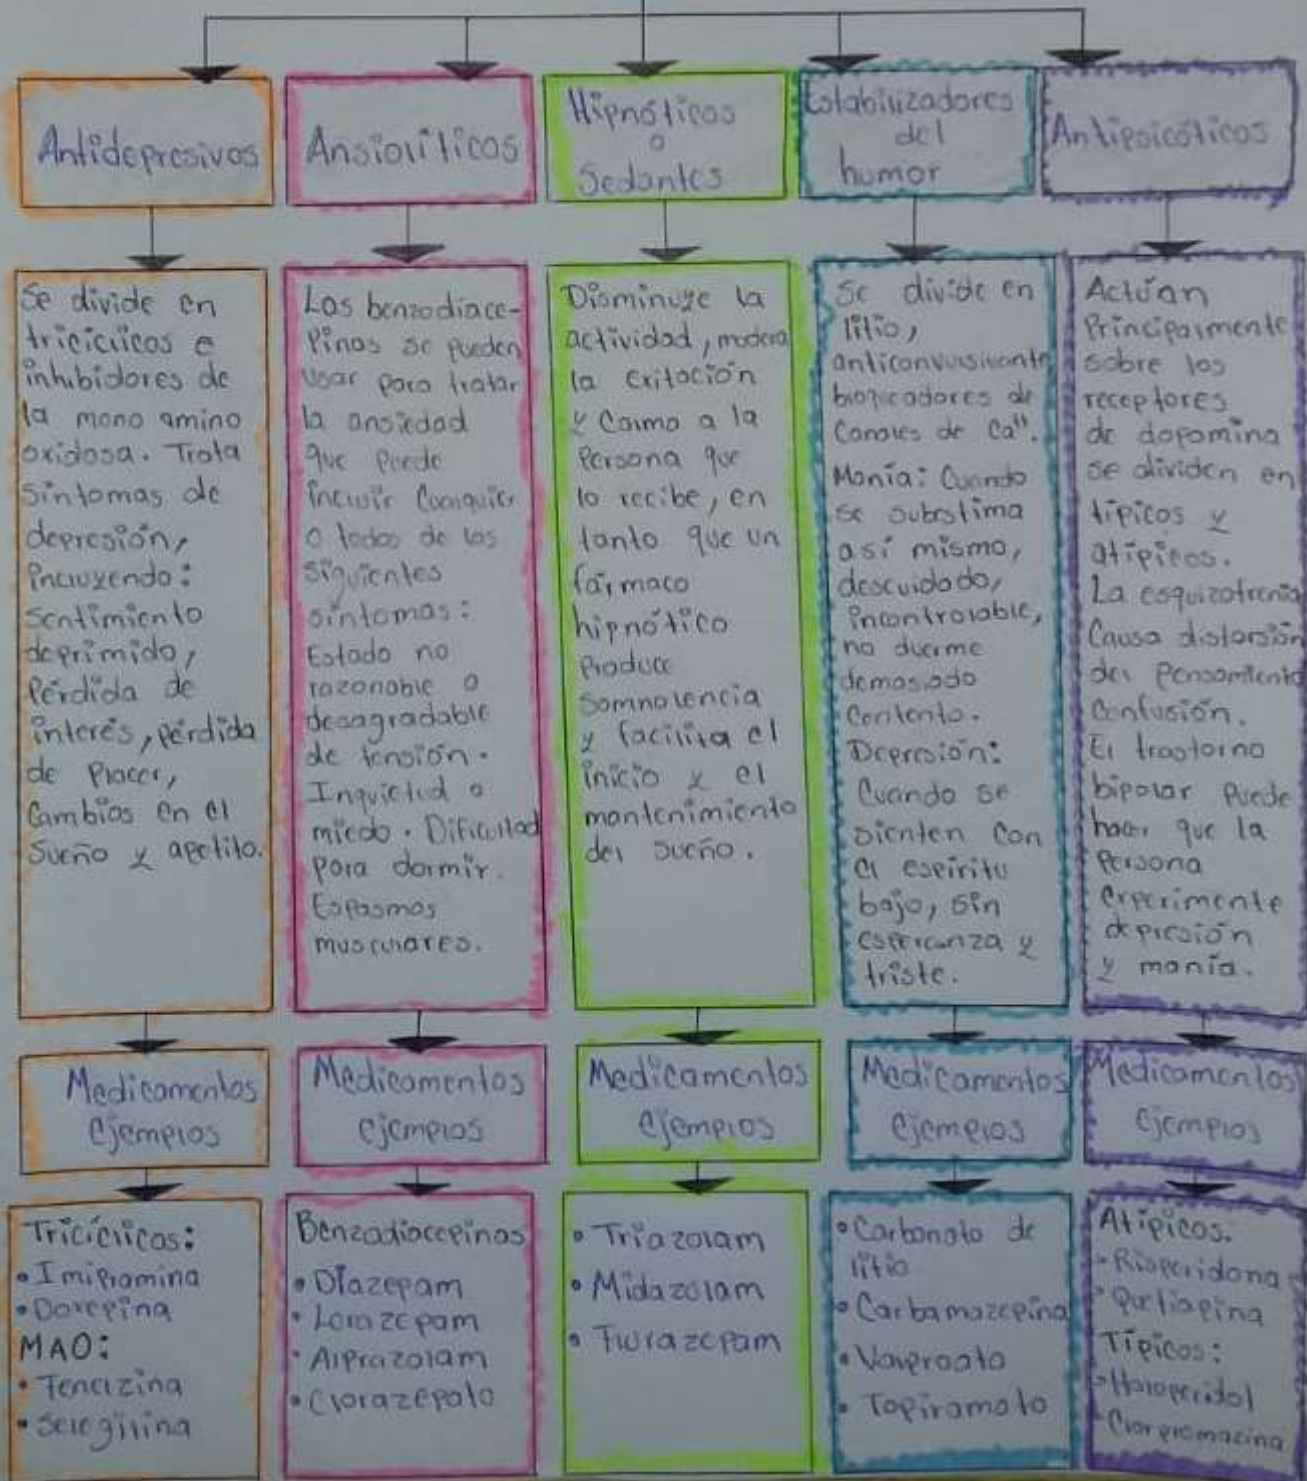 Antidepresivos
Ansiolíticos
Hipnóticos
o
Sedantes
Estabilizadores
del
humor
Antipsicóticos
Se divide en
tricíclicos e
inhibidores de
la mono amino
oxidasa. Trata
síntomas de
depresión,
incluyendo:
sentimiento
deprimido,
Pérdida de
interés, pérdida
de Placer,
Cambios en el
Sueño y apetito.
Las benzodiace-
Pinas se pueden
usar para tratar
la ansiedad
que Puede
incluir Cualquier
o todos de los
siguientes
síntomas:
Estado no
razonable o
desagradable
de tensión.
Inquietud o
miedo. Dificultad
para dormir.
Espasmos
musculares.
Disminuye la
actividad, modera
la exitación
y Calma a la
Persona que
lo recibe, en
tanto que un
fármaco
hipnótico
Produce
Somnolencia
y facilita el
inicio y el
mantenimiento
del sueño.
Se divide en
litio,
anticonvulsivante
bloqueadores de
Canales de Ca⁺⁺.
Manía: Cuando
se substima
así mismo,
descuidado,
incontrolable,
no duerme
demasiado
Contento.
Depresión:
Cuando se
sienten Con
el espíritu
bajo, sin
esperanza y
triste.
Actúan
Principalmente
sobre los
receptores
de dopamina
se dividen en
típicos y
atípicos.
La esquizofrenia
Causa distorsión
del Pensamiento
Confusión.
El trastorno
bipolar Puede
hacer que la
Persona
experimente
depresión
y manía.
Medicamentos
ejemplos
Medicamentos
ejemplos
Medicamentos
ejemplos
Medicamentos
ejemplos
Medicamentos
ejemplos
Tricíclicos:
• Imipramina
• Doxepina
MAO:
• Fenelzina
• Selegilina
Benzodiacepinas
• Diazepam
• Lorazepam
• Alprazolam
• Clorazepato
• Triazolam
• Midazolam
• Flurazepam
• Carbonato de
litio
• Carbamazepina
• Valproato
• Topiramato
Atípicos:
- Risperidona
- Quetiapina
Típicos:
- Haloperidol
- Clorpromacina